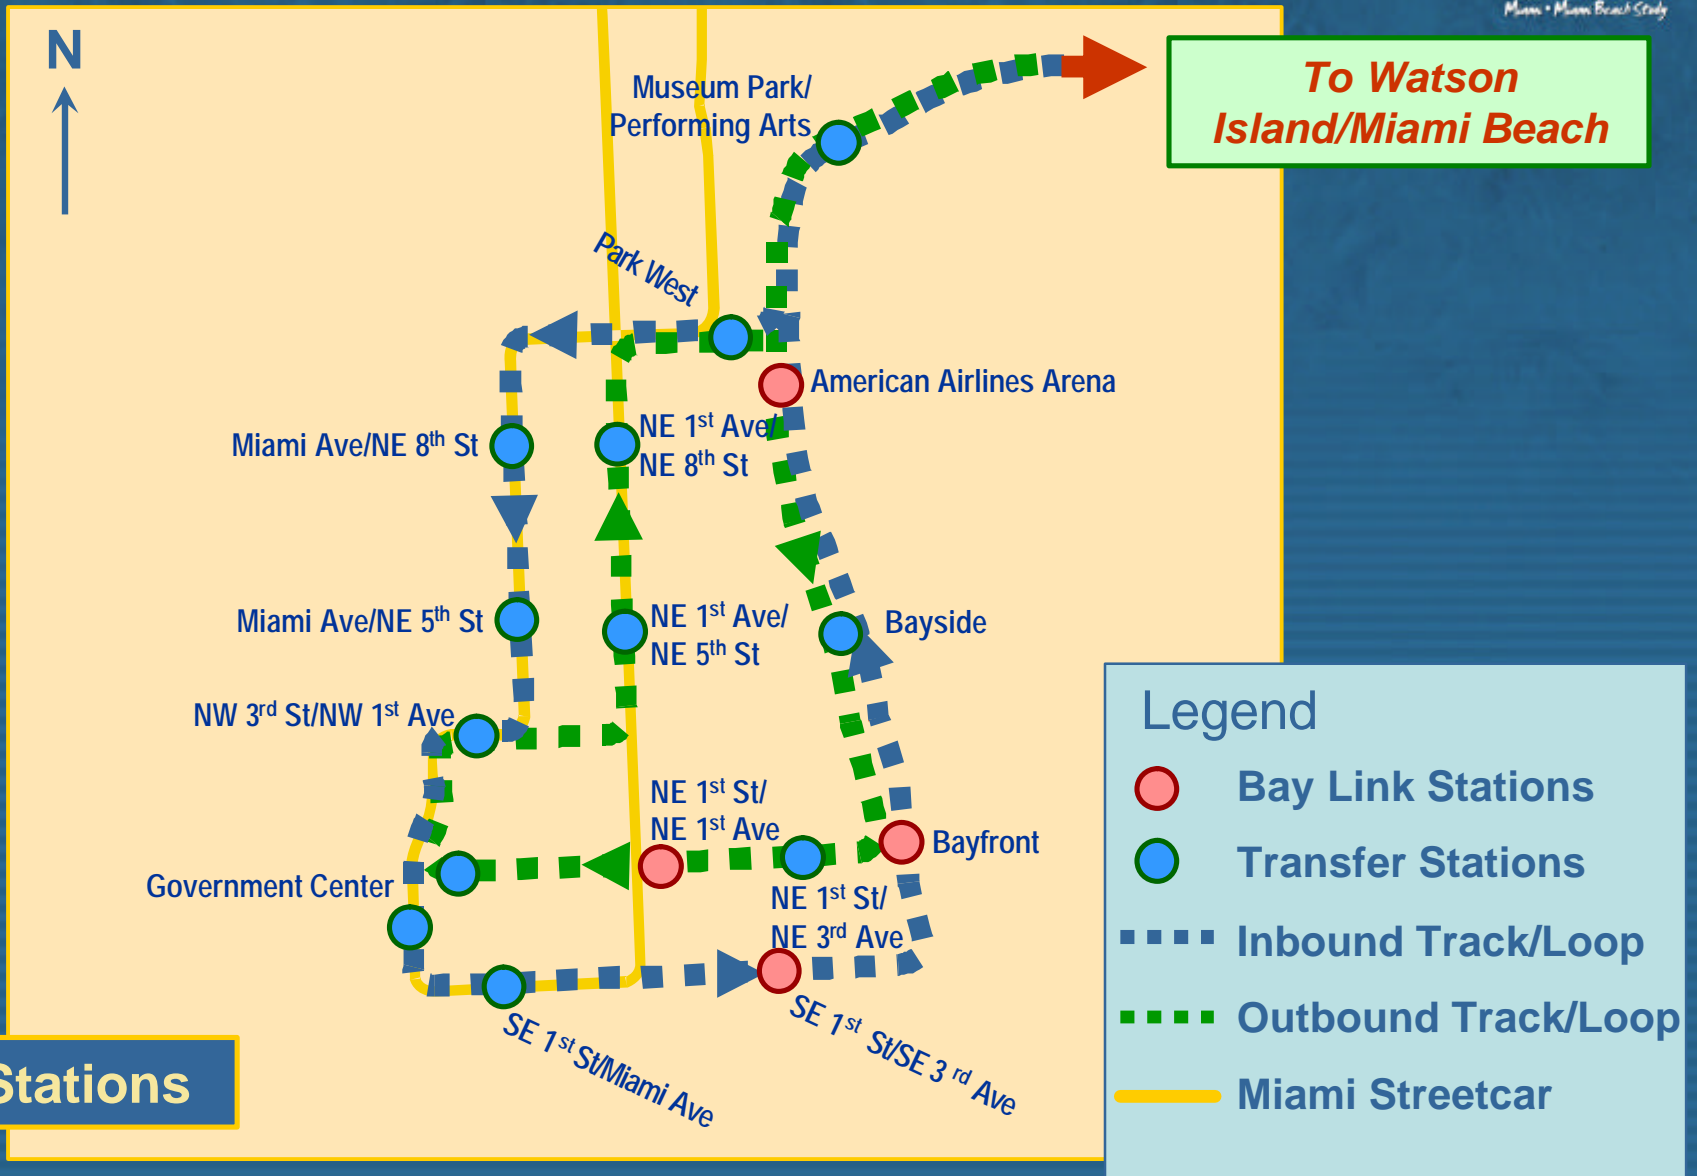 Miami • Miami Beach Study
N
To Watson
Island/Miami Beach
Museum Park/
Performing Arts
Park West
American Airlines Arena
Miami Ave/NE 8th St
NE 1st Ave/
NE 8th St
Miami Ave/NE 5th St
NE 1st Ave/
NE 5th St
Bayside
NW 3rd St/NW 1st Ave
NE 1st St/
NE 1st Ave
Bayfront
Government Center
NE 1st St/
NE 3rd Ave
SE 1st St/Miami Ave
SE 1st St/SE 3 rd Ave
Stations
Legend
Bay Link Stations
Transfer Stations
Inbound Track/Loop
Outbound Track/Loop
Miami Streetcar